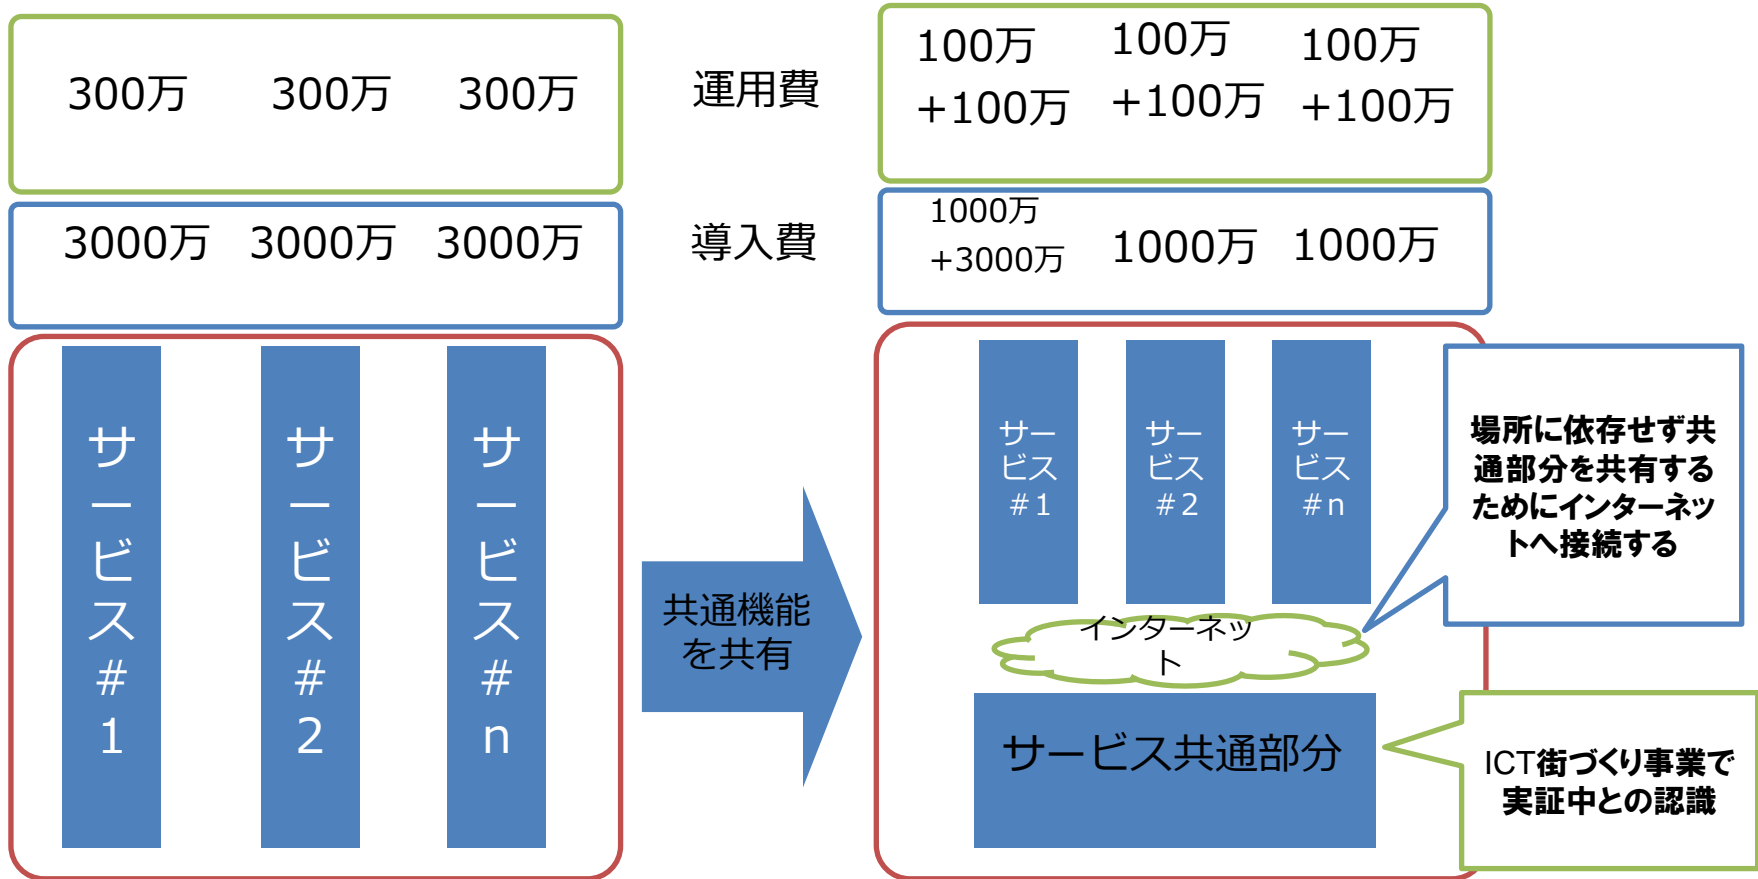 300万 300万 300万
運用費
100万 100万 100万
+100万 +100万 +100万
3000万 3000万 3000万
導入費
1000万
+3000万
1000万 1000万
サービス#1
サービス#2
サービス#n
共通機能
を共有
サー
ビス
#1
サー
ビス
#2
サー
ビス
#n
場所に依存せず共
通部分を共有する
ためにインターネッ
トへ接続する
インターネッ
ト
サービス共通部分
ICT街づくり事業で
実証中との認識